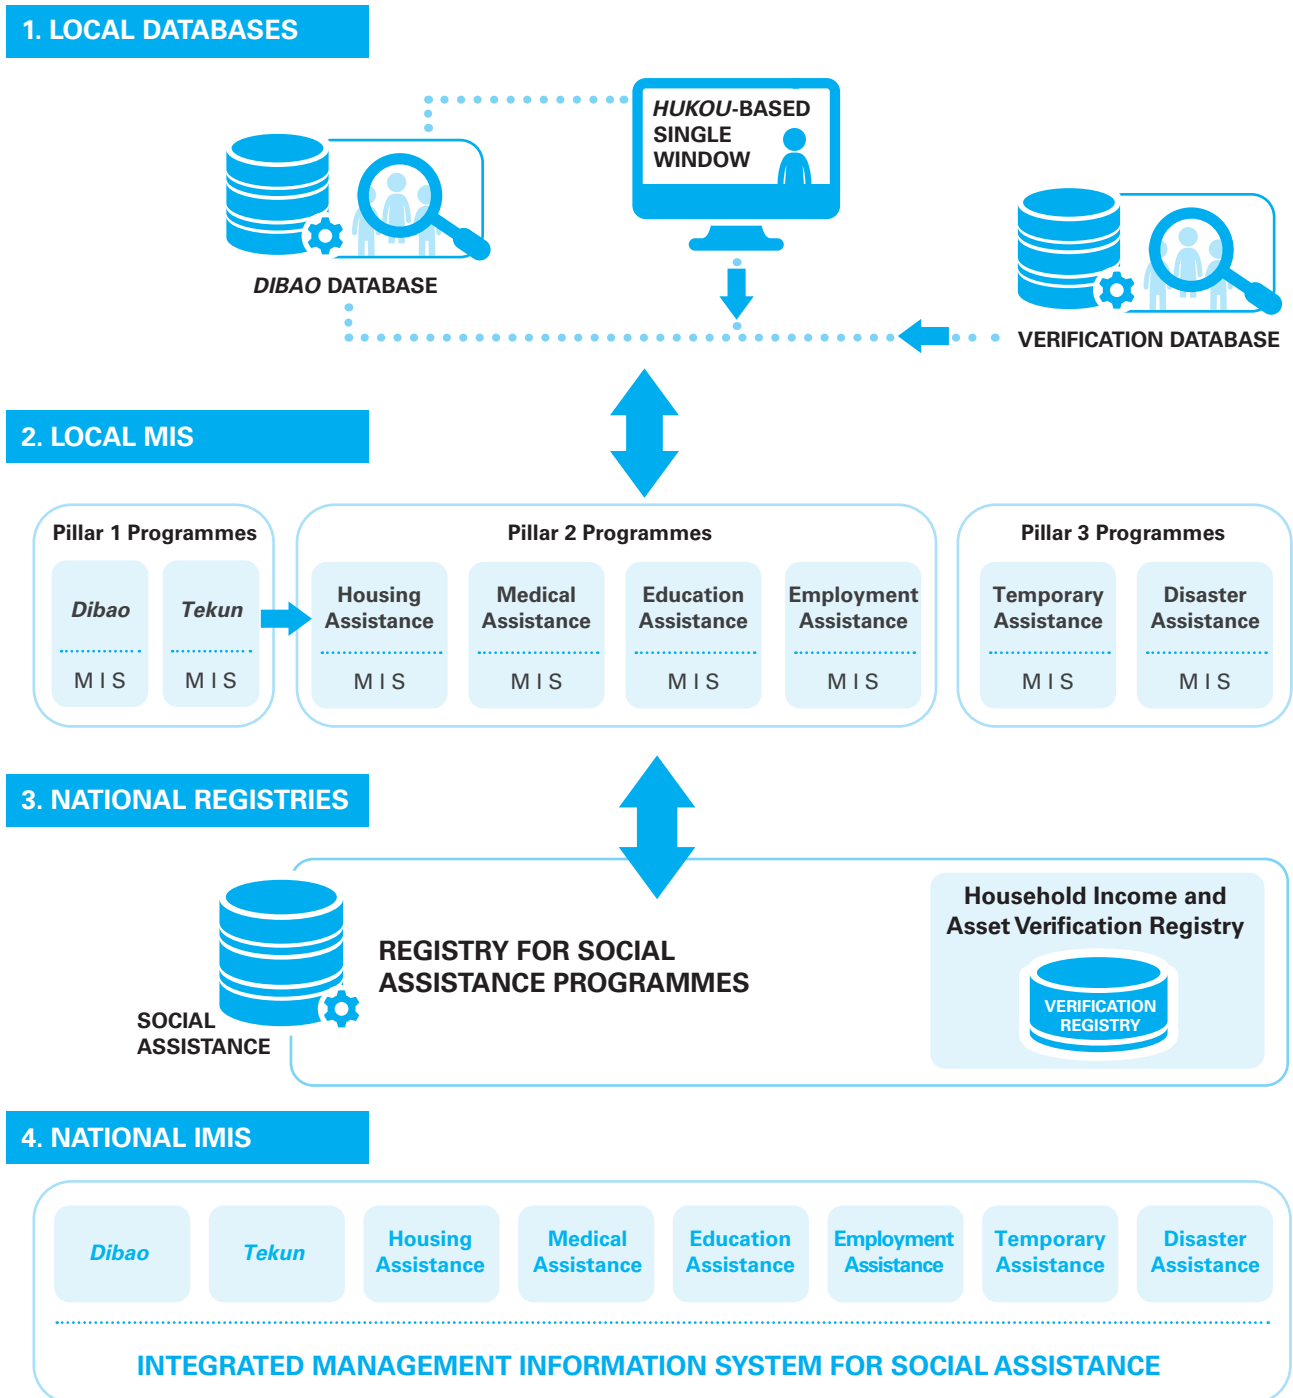 1. LOCAL DATABASES
HUKOU-BASED
SINGLE
WINDOW
DIBAO DATABASE
VERIFICATION DATABASE
2. LOCAL MIS
Pillar 1 Programmes
Dibao
MIS
Tekun
MIS
Pillar 2 Programmes
Housing
Assistance
MIS
Medical
Assistance
MIS
Education
Assistance
MIS
Employment
Assistance
MIS
Pillar 3 Programmes
Temporary
Assistance
MIS
Disaster
Assistance
MIS
3. NATIONAL REGISTRIES
SOCIAL
ASSISTANCE
REGISTRY FOR SOCIAL
ASSISTANCE PROGRAMMES
Household Income and
Asset Verification Registry
VERIFICATION
REGISTRY
4. NATIONAL IMIS
Dibao
Tekun
Housing
Assistance
Medical
Assistance
Education
Assistance
Employment
Assistance
Temporary
Assistance
Disaster
Assistance
INTEGRATED MANAGEMENT INFORMATION SYSTEM FOR SOCIAL ASSISTANCE